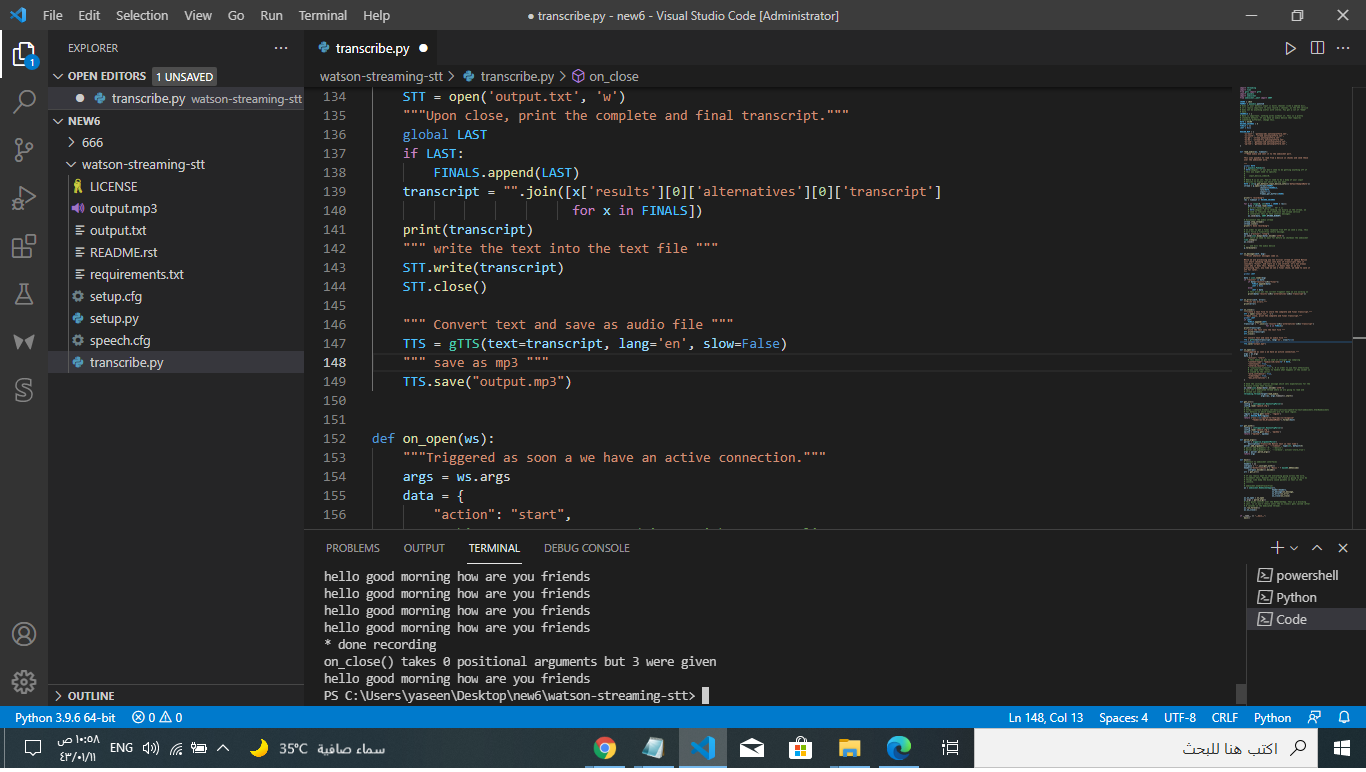 File Edit Selection View Go Run Terminal Help
● transcribe.py - new6 - Visual Studio Code [Administrator]
EXPLORER
OPEN EDITORS 1 UNSAVED
transcribe.py watson-streaming-stt
NEW6
666
watson-streaming-stt
LICENSE
output.mp3
output.txt
README.rst
requirements.txt
setup.cfg
setup.py
speech.cfg
transcribe.py
OUTLINE
1
transcribe.py
watson-streaming-stt > transcribe.py > on_close
134 STT = open('output.txt', 'w')
135 """Upon close, print the complete and final transcript."""
136 global LAST
137 if LAST:
138 FINALS.append(LAST)
139 transcript = "".join([x['results'][0]['alternatives'][0]['transcript']
140 for x in FINALS])
141 print(transcript)
142 """ write the text into the text file """
143 STT.write(transcript)
144 STT.close()
145
146 """ Convert text and save as audio file """
147 TTS = gTTS(text=transcript, lang='en', slow=False)
148 """ save as mp3 """
149 TTS.save("output.mp3")
150
151
152 def on_open(ws):
153 """Triggered as soon a we have an active connection."""
154 args = ws.args
155 data = {
156 "action": "start",
PROBLEMS OUTPUT TERMINAL DEBUG CONSOLE
hello good morning how are you friends
hello good morning how are you friends
hello good morning how are you friends
hello good morning how are you friends
* done recording
on_close() takes 0 positional arguments but 3 were given
hello good morning how are you friends
PS C:\Users\yaseen\Desktop\new6\watson-streaming-stt>
powershell
Python
Code
Python 3.9.6 64-bit 0 0
Ln 148, Col 13 Spaces: 4 UTF-8 CRLF Python
١٠:٥٨ ص
٤٣/٠١/١١
ENG
35°C سماء صافية
اكتب هنا للبحث